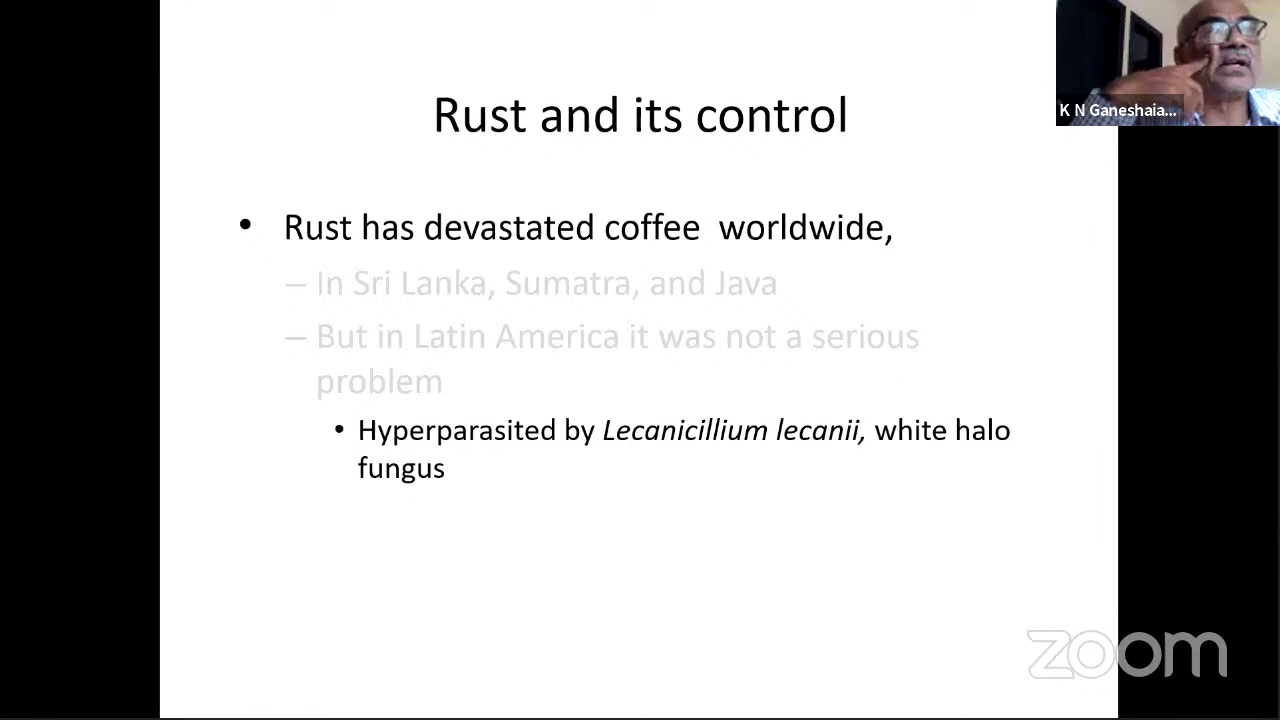 Rust and its control
K N Ganeshaia...
• Rust has devastated coffee worldwide,
– In Sri Lanka, Sumatra, and Java
– But in Latin America it was not a serious
problem
• Hyperparasited by Lecanicillium lecanii, white halo
fungus
zoom